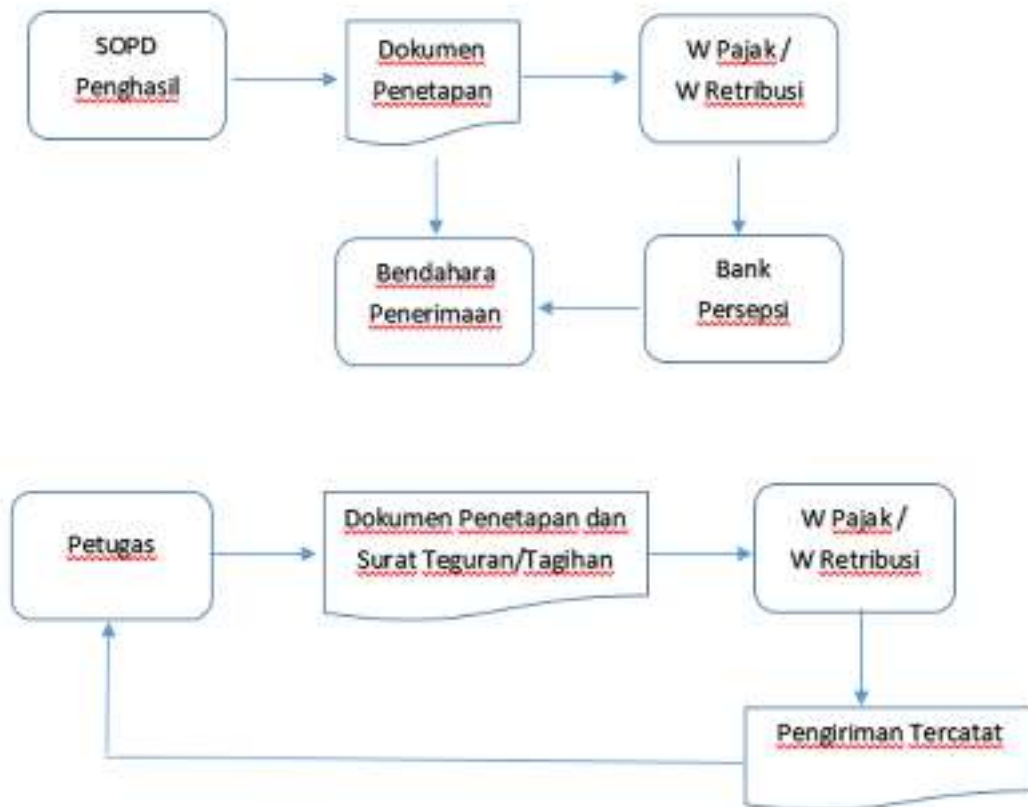 SOPD
Penghasil
Dokumen
Penetapan
W Pajak /
W Retribusi
Bendahara
Penerimaan
Bank
Persepsi
Petugas
Dokumen Penetapan dan
Surat Teguran/Tagihan
W Pajak /
W Retribusi
Pengiriman Tercatat